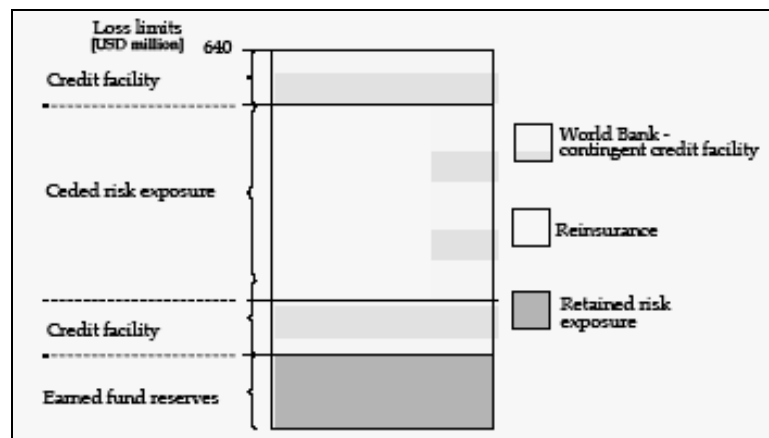 Loss limits
[USD million] 640
Credit facility
Ceded risk exposure
Credit facility
Earned fund reserves
World Bank -
contingent credit facility
Reinsurance
Retained risk
exposure